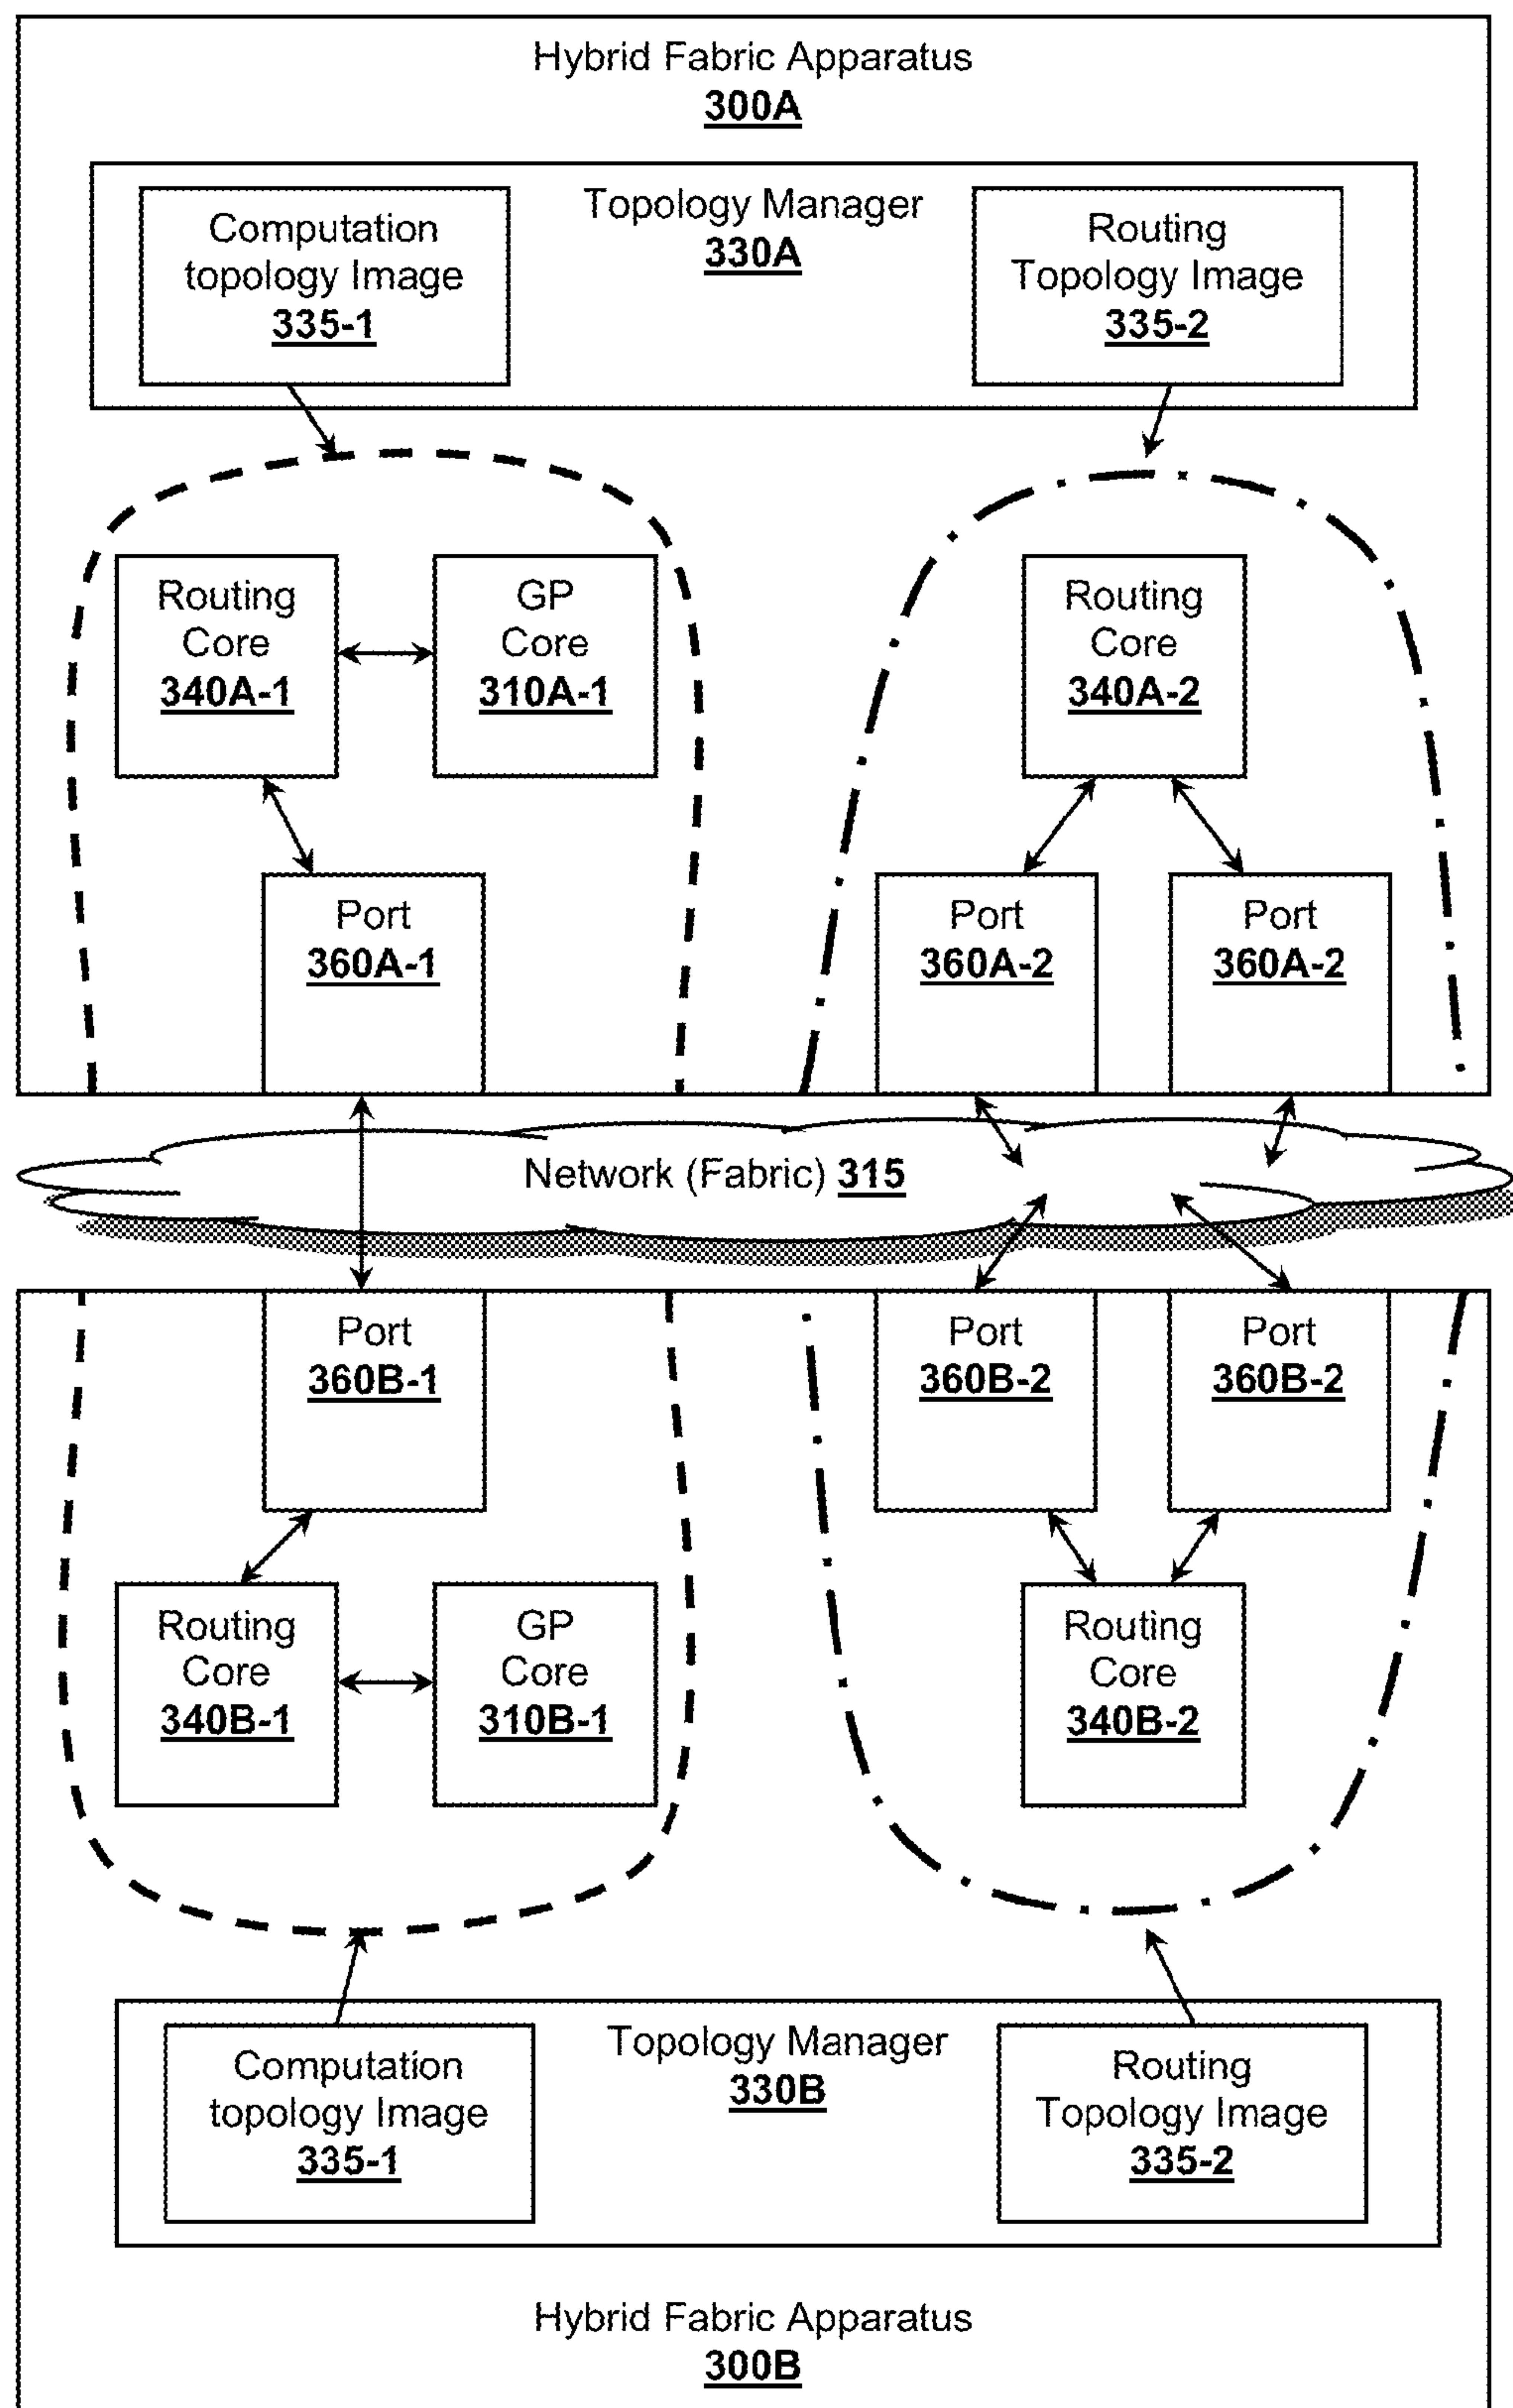 Hybrid Fabric Apparatus
300A
Computation
topology Image
335-1
Topology Manager
330A
Routing
Topology Image
335-2
Routing
Core
340A-1
GP
Core
310A-1
Routing
Core
340A-2
Port
360A-1
Port
360A-2
Port
360A-2
Network (Fabric) 315
Port
360B-1
Port
360B-2
Port
360B-2
Routing
Core
340B-1
GP
Core
310B-1
Routing
Core
340B-2
Computation
topology Image
335-1
Topology Manager
330B
Routing
Topology Image
335-2
Hybrid Fabric Apparatus
300B